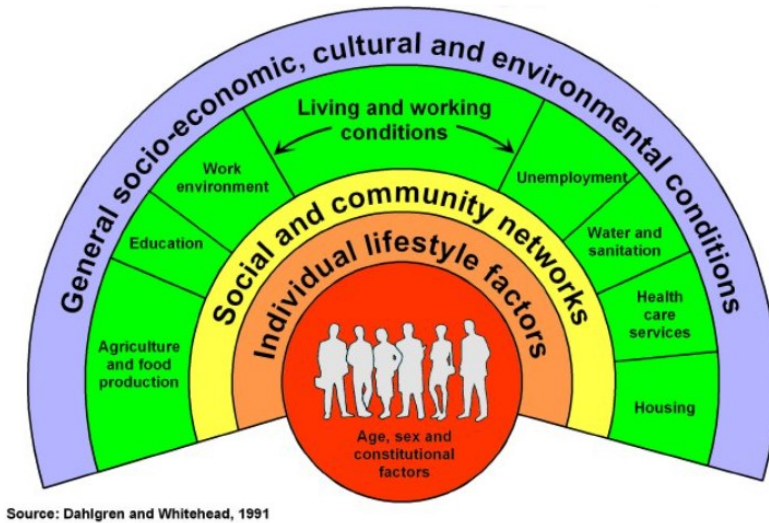 General socio-economic, cultural and environmental conditions
Living and working
conditions
Work
environment
Unemployment
Education
Water and
sanitation
Agriculture
and food
production
Health
care
services
Housing
Social and community networks
Individual lifestyle factors
Age, sex and
constitutional
factors
Source: Dahlgren and Whitehead, 1991